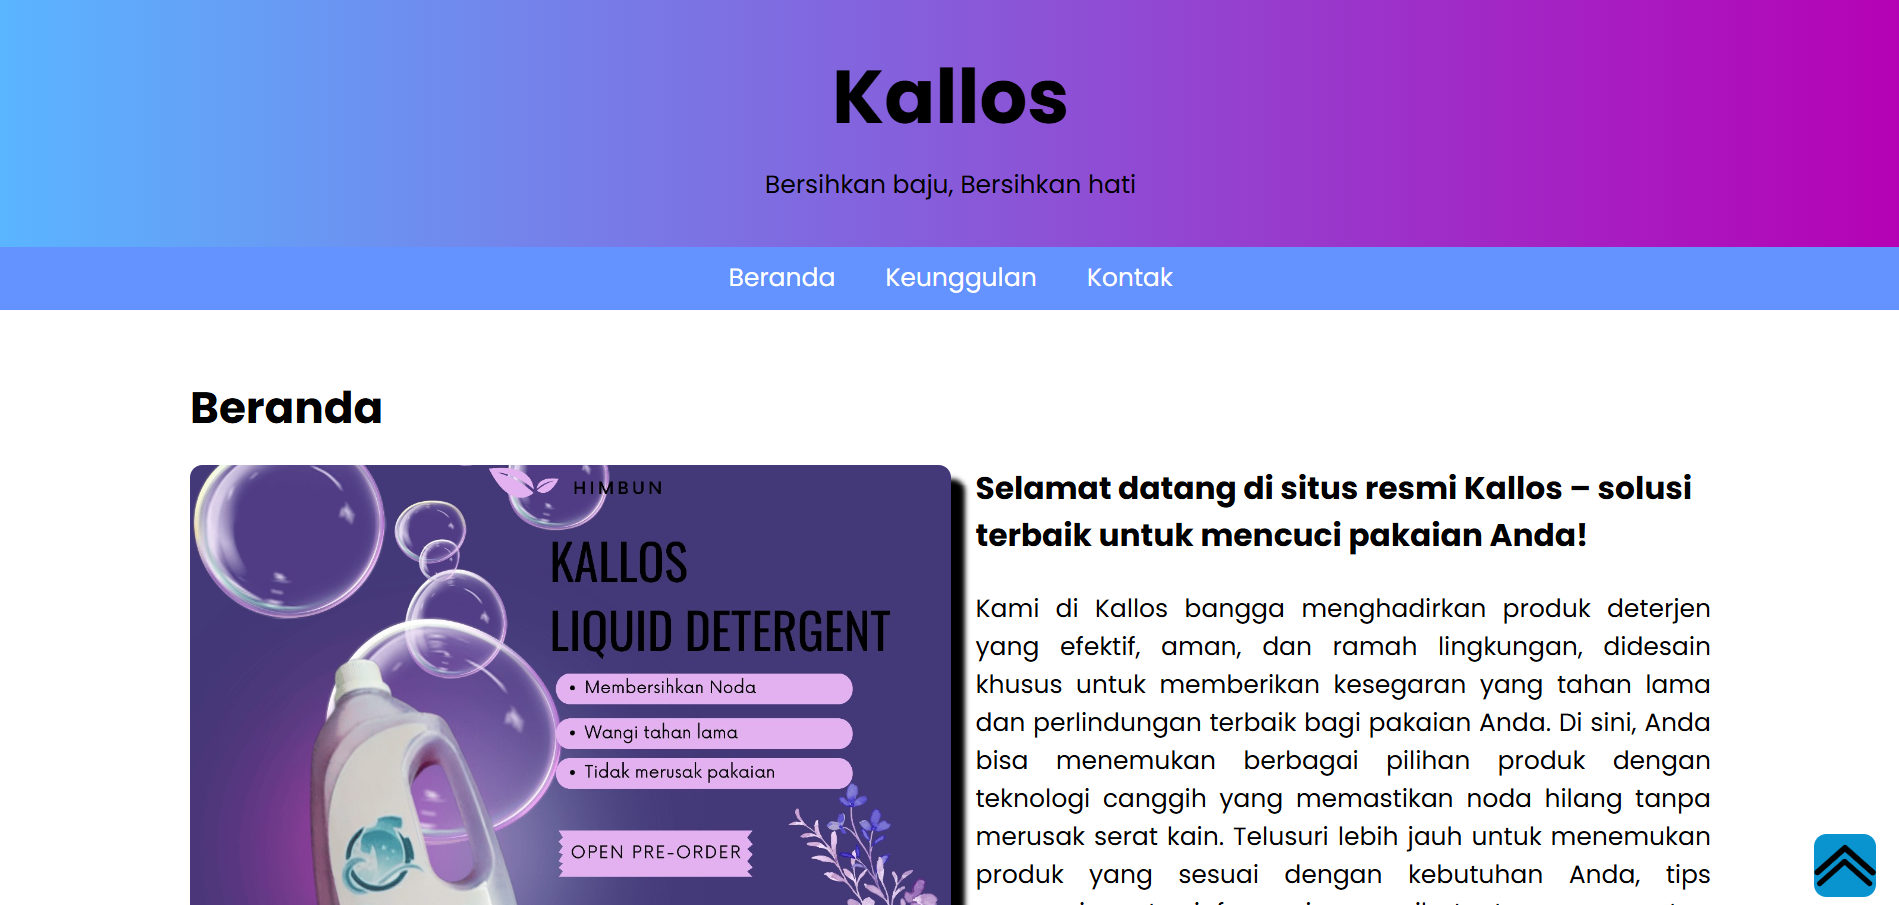 Kallos
Bersihkan baju, Bersihkan hati
Beranda Keunggulan Kontak
Beranda
HIMBUN
KALLOS
LIQUID DETERGENT
• Membersihkan Noda
• Wangi tahan lama
• Tidak merusak pakaian
OPEN PRE-ORDER
Selamat datang di situs resmi Kallos – solusi
terbaik untuk mencuci pakaian Anda!
Kami di Kallos bangga menghadirkan produk deterjen
yang efektif, aman, dan ramah lingkungan, didesain
khusus untuk memberikan kesegaran yang tahan lama
dan perlindungan terbaik bagi pakaian Anda. Di sini, Anda
bisa menemukan berbagai pilihan produk dengan
teknologi canggih yang memastikan noda hilang tanpa
merusak serat kain. Telusuri lebih jauh untuk menemukan
produk yang sesuai dengan kebutuhan Anda, tips